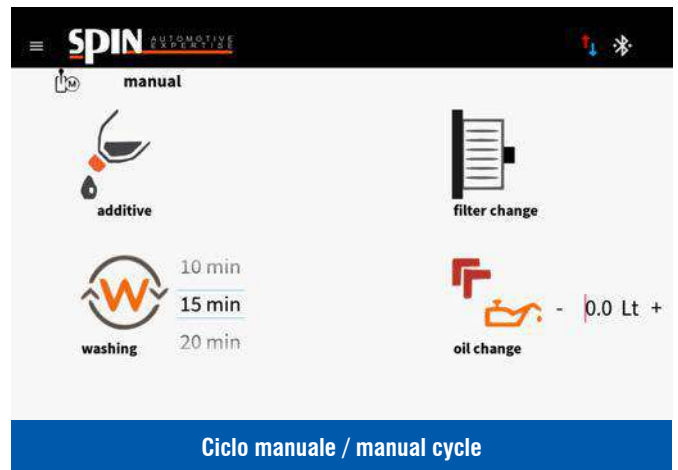 SPIN AUTOMOTIVE
EXPERTISE
M manual
additive
filter change
W
10 min
15 min
20 min
washing
- 0.0 Lt +
oil change
Ciclo manuale / manual cycle